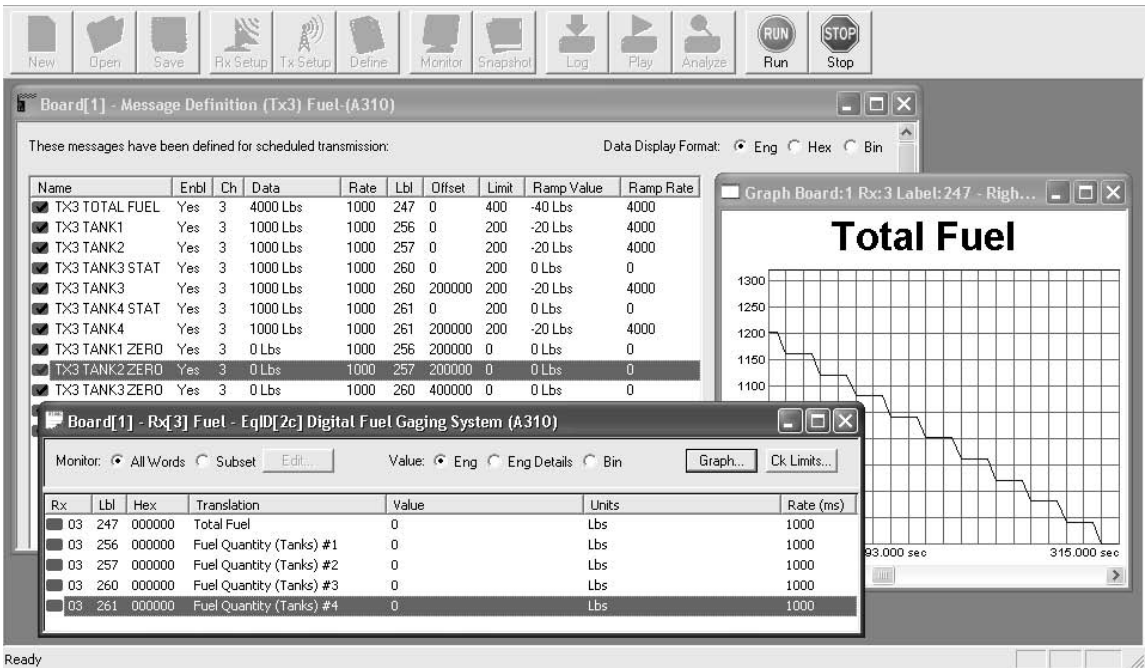 New Open Save Rx Setup Tx Setup Define Monitor Snapshot Log Play Analyze RUN Run STOP Stop
Board[1] - Message Definition (Tx3) Fuel-(A310)
These messages have been defined for scheduled transmission: Data Display Format: Eng Hex Bin
Name Enbl Ch Data Rate Lbl Offset Limit Ramp Value Ramp Rate
TX3 TOTAL FUEL Yes 3 4000 Lbs 1000 247 0 400 -40 Lbs 4000
TX3 TANK1 Yes 3 1000 Lbs 1000 256 0 200 -20 Lbs 4000
TX3 TANK2 Yes 3 1000 Lbs 1000 257 0 200 -20 Lbs 4000
TX3 TANK3 STAT Yes 3 1000 Lbs 1000 260 0 200 0 Lbs 0
TX3 TANK3 Yes 3 1000 Lbs 1000 260 200000 200 -20 Lbs 4000
TX3 TANK4 STAT Yes 3 1000 Lbs 1000 261 0 200 0 Lbs 0
TX3 TANK4 Yes 3 1000 Lbs 1000 261 200000 200 -20 Lbs 4000
TX3 TANK1 ZERO Yes 3 0 Lbs 1000 256 200000 0 0 Lbs 0
TX3 TANK2 ZERO Yes 3 0 Lbs 1000 257 200000 0 0 Lbs 0
TX3 TANK3 ZERO Yes 3 0 Lbs 1000 260 400000 0 0 Lbs 0
Graph Board:1 Rx:3 Label:247 - Righ...
Total Fuel
1300
1250
1200
1150
1100
93.000 sec 315.000 sec
Board[1] - Rx[3] Fuel - EqID[2c] Digital Fuel Gaging System (A310)
Monitor: All Words Subset Edit... Value: Eng Eng Details Bin Graph... Ck Limits...
Rx Lbl Hex Translation Value Units Rate (ms)
03 247 000000 Total Fuel 0 Lbs 1000
03 256 000000 Fuel Quantity (Tanks) #1 0 Lbs 1000
03 257 000000 Fuel Quantity (Tanks) #2 0 Lbs 1000
03 260 000000 Fuel Quantity (Tanks) #3 0 Lbs 1000
03 261 000000 Fuel Quantity (Tanks) #4 0 Lbs 1000
Ready